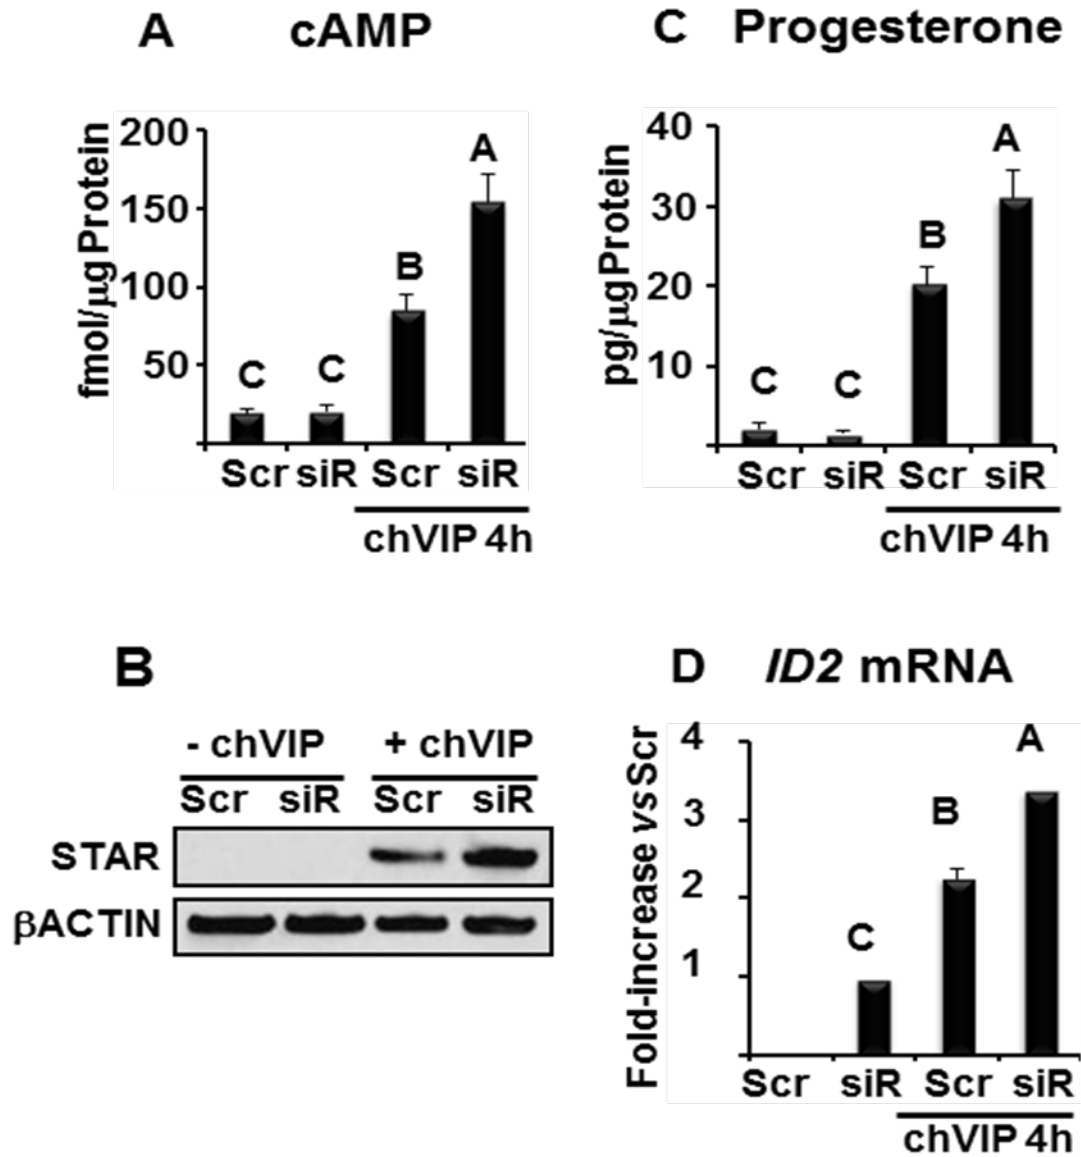 A cAMP
fmol/µgProtein
200
150
100
50
C
C
B
A
Scr siR Scr siR
chVIP 4h
C Progesterone
pg/µgProtein
40
30
20
10
C
C
B
A
Scr siR Scr siR
chVIP 4h
B
- chVIP + chVIP
Scr siR Scr siR
STAR
βACTIN
D ID2 mRNA
Fold-increase vs Scr
4
3
2
1
C
B
A
Scr siR Scr siR
chVIP 4h